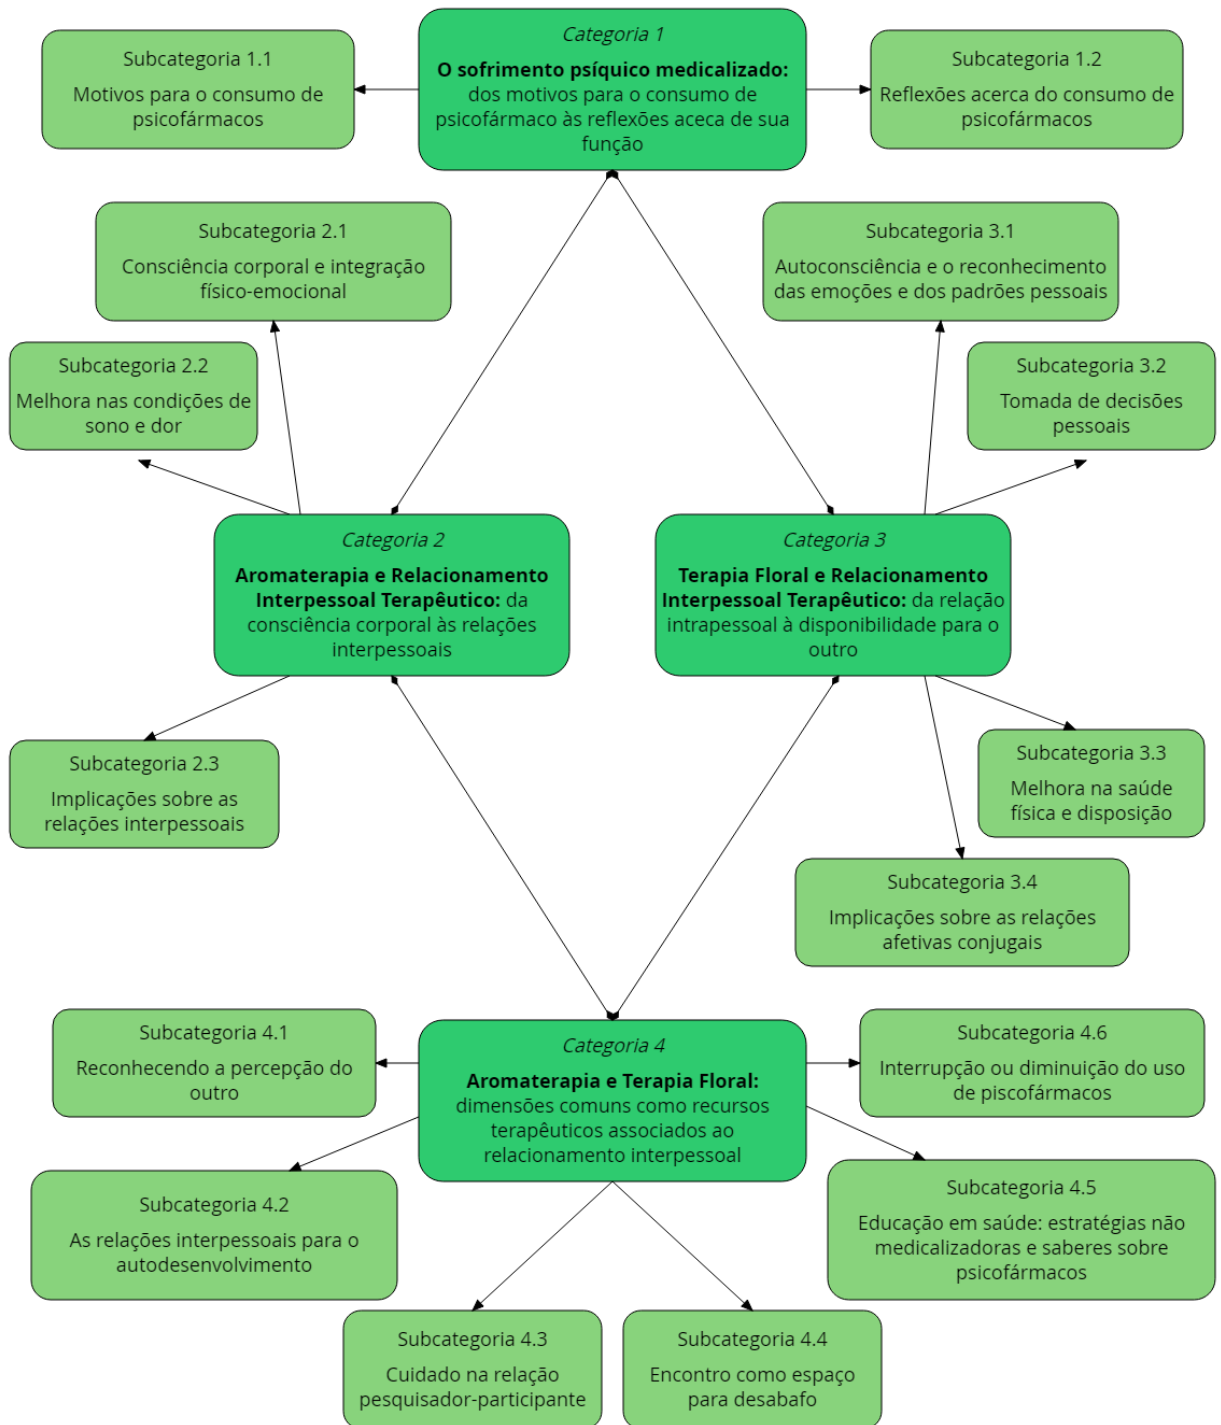 Categoria 1
O sofrimento psíquico medicalizado:
dos motivos para o consumo de
psicofármaco às reflexões aceca de sua
função
Subcategoria 1.1
Motivos para o consumo de
psicofármacos
Subcategoria 1.2
Reflexões acerca do consumo de
psicofármacos
Subcategoria 2.1
Consciência corporal e integração
físico-emocional
Subcategoria 3.1
Autoconsciência e o reconhecimento
das emoções e dos padrões pessoais
Subcategoria 2.2
Melhora nas condições de
sono e dor
Subcategoria 3.2
Tomada de decisões
pessoais
Categoria 2
Aromaterapia e Relacionamento
Interpessoal Terapêutico: da
consciência corporal às relações
interpessoais
Categoria 3
Terapia Floral e Relacionamento
Interpessoal Terapêutico: da relação
intrapessoal à disponibilidade para o
outro
Subcategoria 2.3
Implicações sobre as
relações interpessoais
Subcategoria 3.3
Melhora na saúde
física e disposição
Subcategoria 3.4
Implicações sobre as relações
afetivas conjugais
Subcategoria 4.1
Reconhecendo a percepção do
outro
Categoria 4
Aromaterapia e Terapia Floral:
dimensões comuns como recursos
terapêuticos associados ao
relacionamento interpessoal
Subcategoria 4.6
Interrupção ou diminuição do uso
de piscofármacos
Subcategoria 4.2
As relações interpessoais para o
autodesenvolvimento
Subcategoria 4.5
Educação em saúde: estratégias não
medicalizadoras e saberes sobre
psicofármacos
Subcategoria 4.3
Cuidado na relação
pesquisador-participante
Subcategoria 4.4
Encontro como espaço
para desabafo